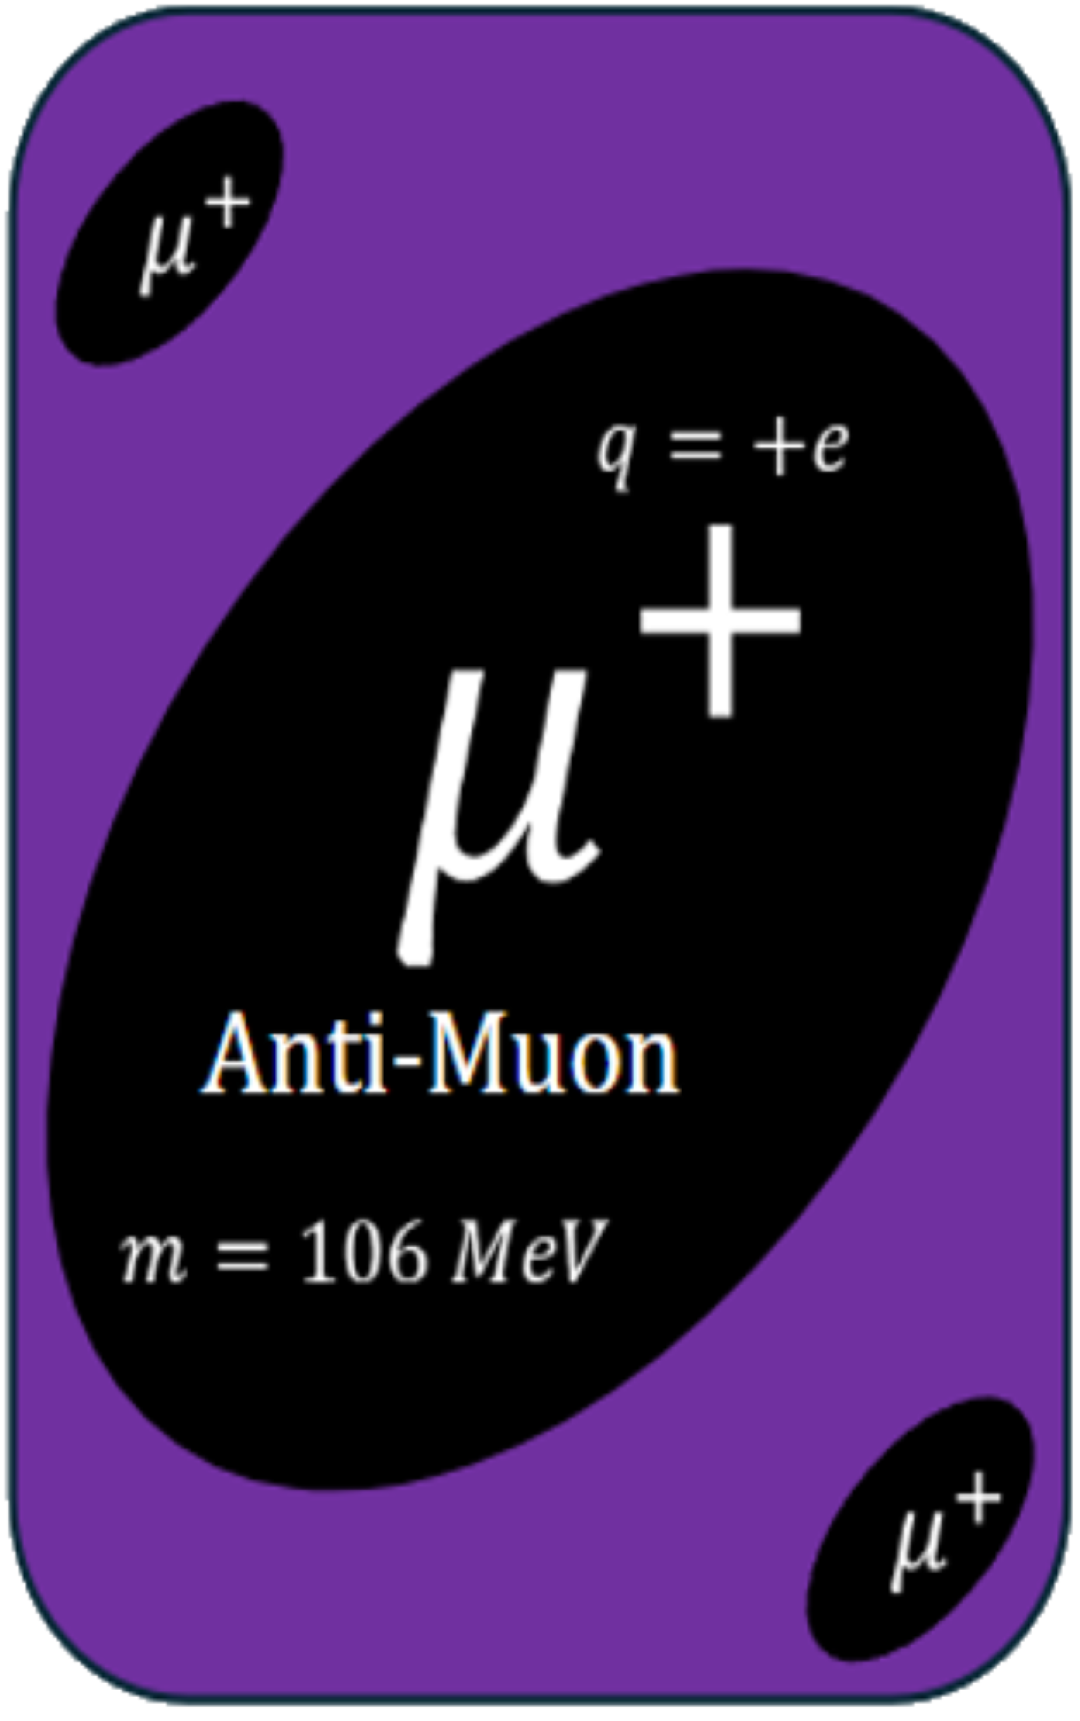 μ⁺
q = +e
μ⁺
Anti-Muon
m = 106 MeV
μ⁺